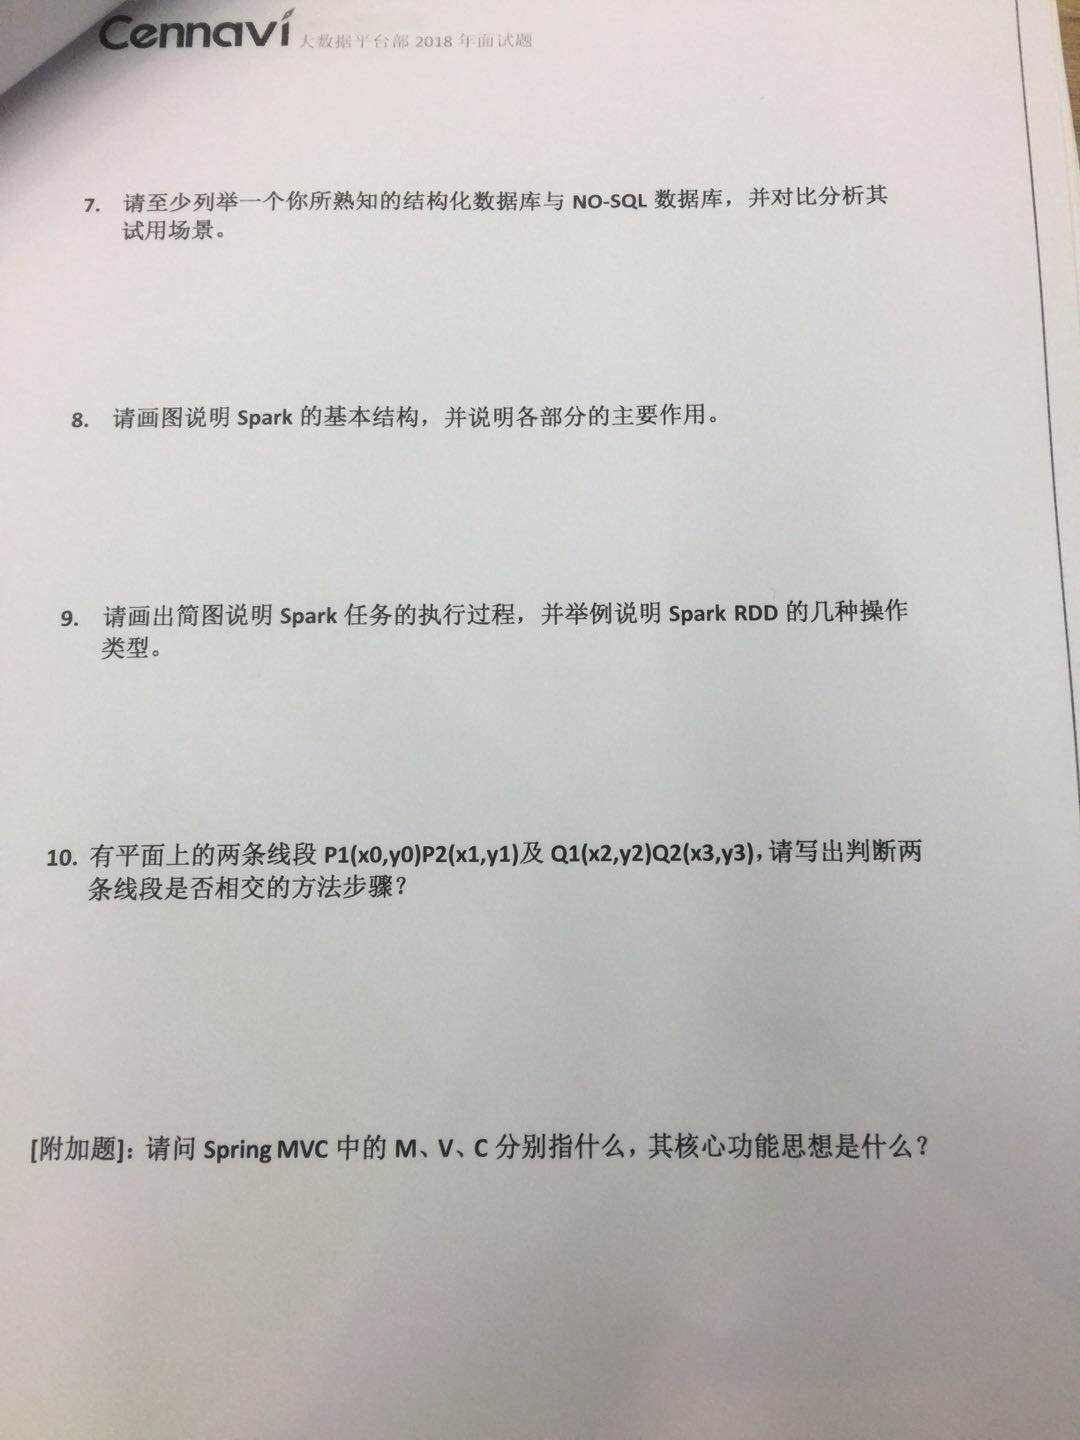 Cennavi 大数据平台部 2018 年面试题
7. 请至少列举一个你所熟知的结构化数据库与 NO-SQL 数据库，并对比分析其
试用场景。
8. 请画图说明 Spark 的基本结构，并说明各部分的主要作用。
9. 请画出简图说明 Spark 任务的执行过程，并举例说明 Spark RDD 的几种操作
类型。
10. 有平面上的两条线段 P1(x0,y0)P2(x1,y1)及 Q1(x2,y2)Q2(x3,y3)，请写出判断两
条线段是否相交的方法步骤？
[附加题]：请问 Spring MVC 中的 M、V、C 分别指什么，其核心功能思想是什么？